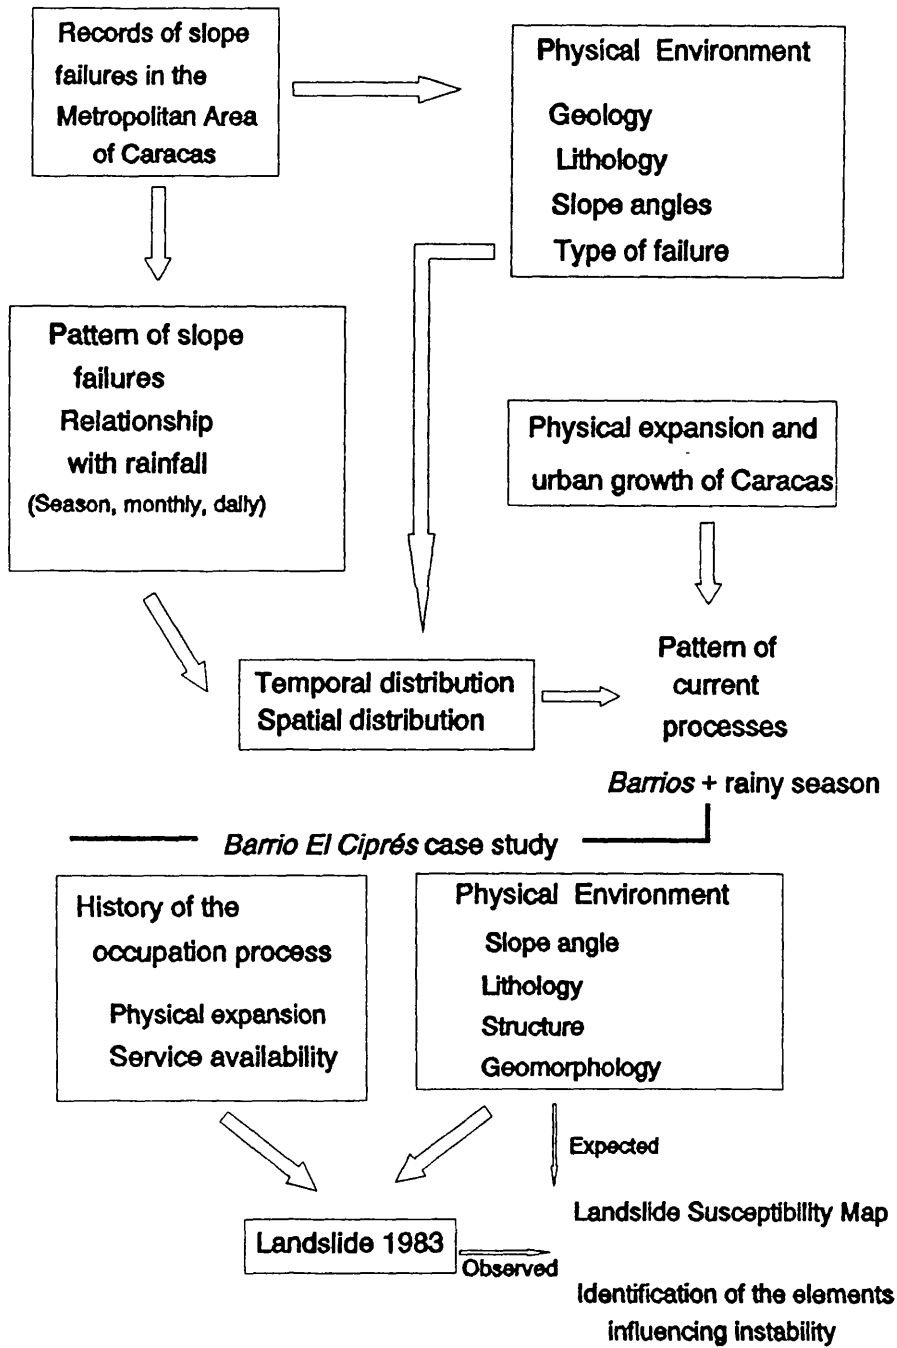 Records of slope
failures in the
Metropolitan Area
of Caracas
Physical Environment
Geology
Lithology
Slope angles
Type of failure
Pattern of slope
failures
Relationship
with rainfall
(Season, monthly, daily)
Physical expansion and
urban growth of Caracas
Temporal distribution
Spatial distribution
Pattern of
current
processes
Barrios + rainy season
Barrio El Ciprés case study
History of the
occupation process
Physical expansion
Service availability
Physical Environment
Slope angle
Lithology
Structure
Geomorphology
Expected
Landslide Susceptibility Map
Landslide 1983
Observed
Identification of the elements
influencing instability